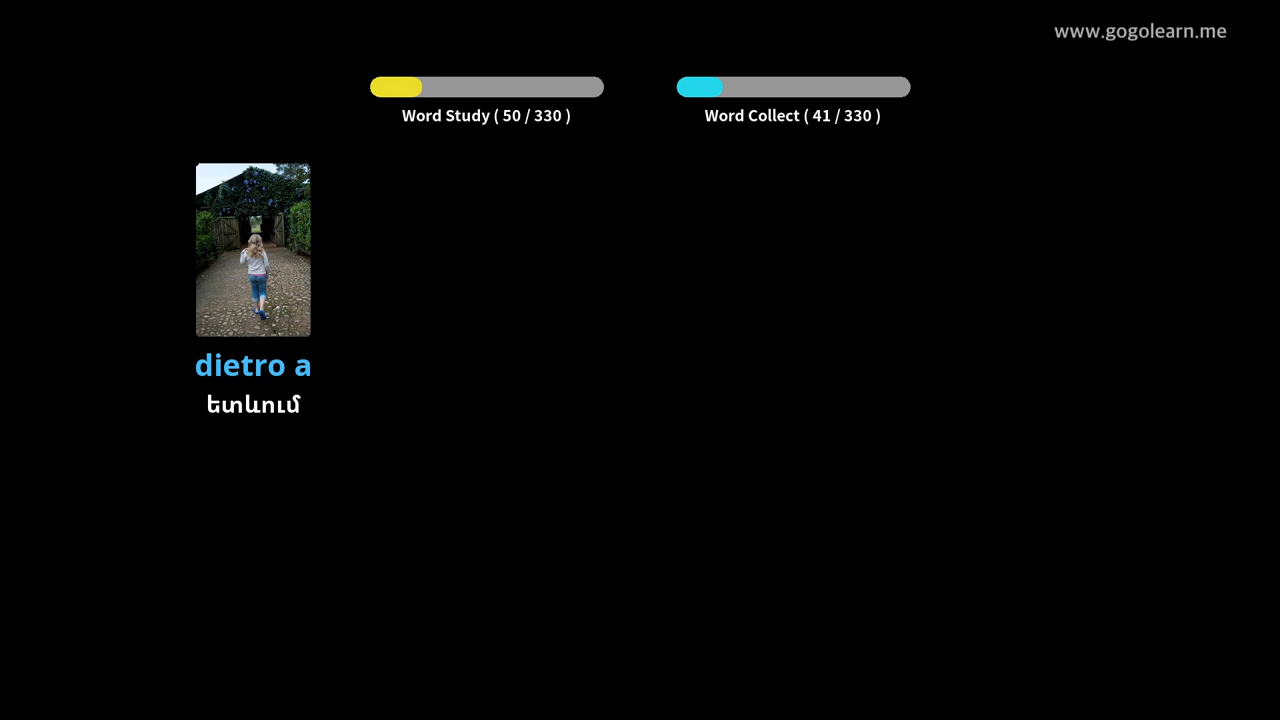 www.gogolearn.me
Word Study ( 50 / 330 )
Word Collect ( 41 / 330 )
dietro a
ետևում